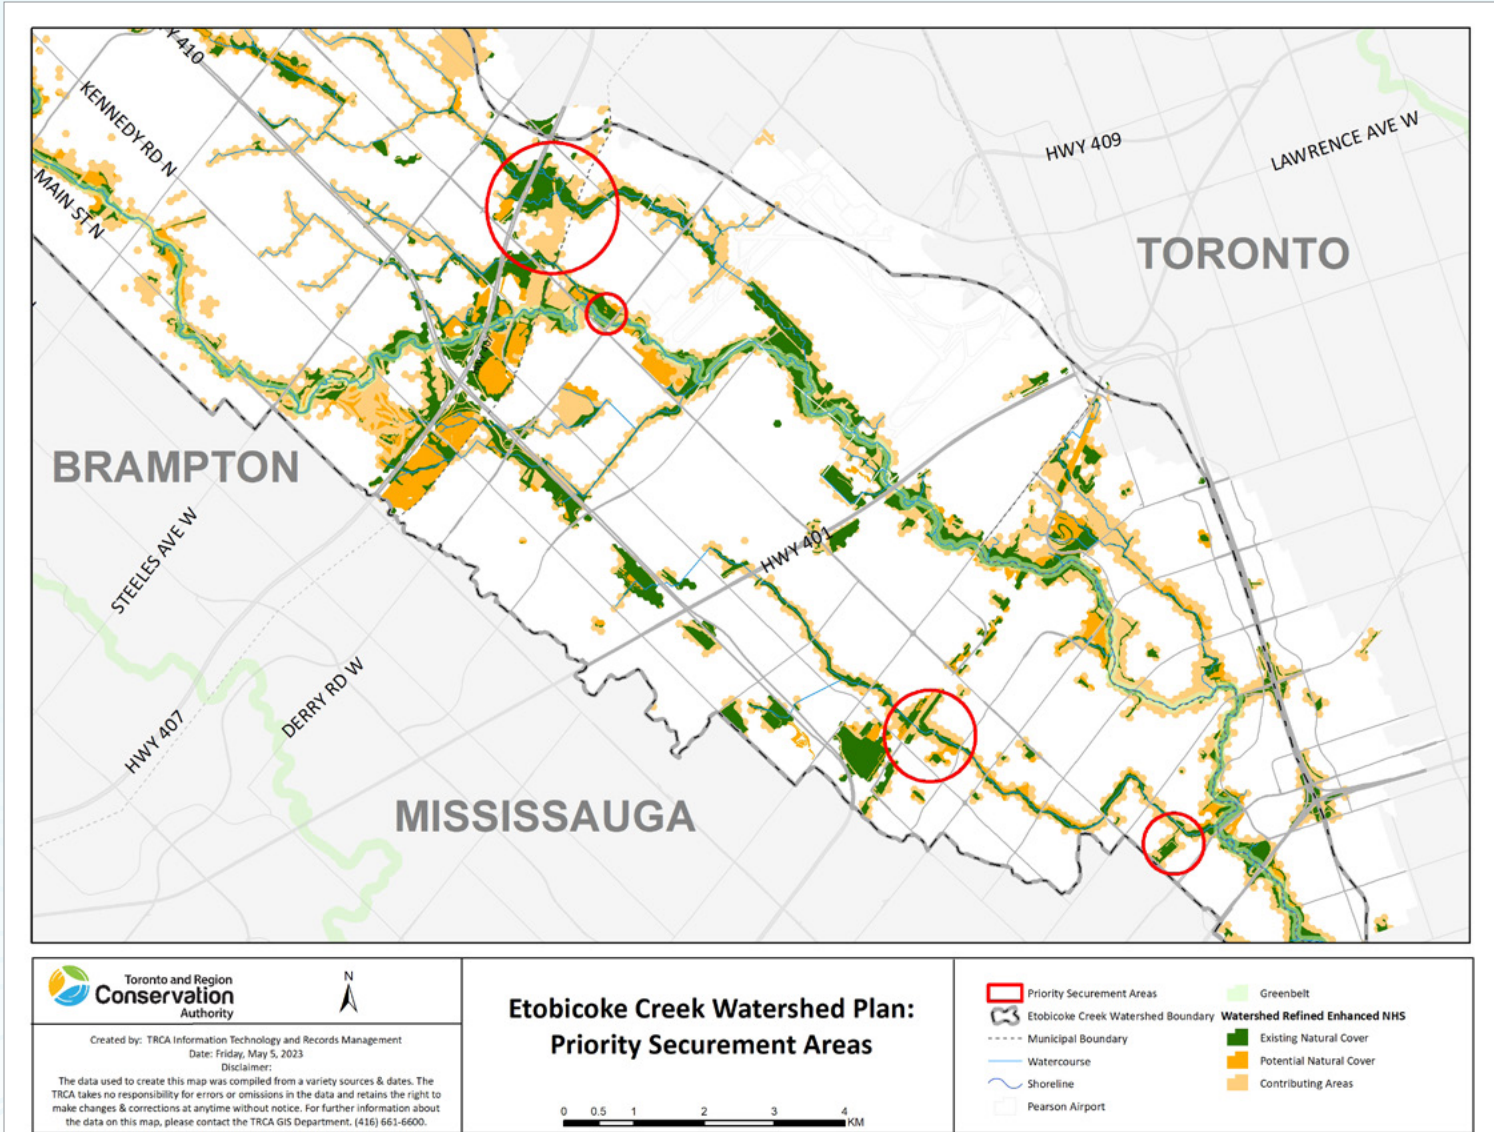 Y 410
KENNEDY RD N
MAIN ST N
HWY 409
LAWRENCE AVE W
TORONTO
BRAMPTON
STEELES AVE W
HWY 401
DERRY RD W
HWY 407
MISSISSAUGA
Toronto and Region
Conservation
Authority
N
Created by: TRCA Information Technology and Records Management
Date: Friday, May 5, 2023
Disclaimer:
The data used to create this map was compiled from a variety sources & dates. The
TRCA takes no responsibility for errors or omissions in the data and retains the right to
make changes & corrections at anytime without notice. For further information about
the data on this map, please contact the TRCA GIS Department. (416) 661-6600.
Etobicoke Creek Watershed Plan:
Priority Securement Areas
0 0.5 1 2 3 4
KM
Priority Securement Areas
Etobicoke Creek Watershed Boundary
Municipal Boundary
Watercourse
Shoreline
Pearson Airport
Greenbelt
Watershed Refined Enhanced NHS
Existing Natural Cover
Potential Natural Cover
Contributing Areas